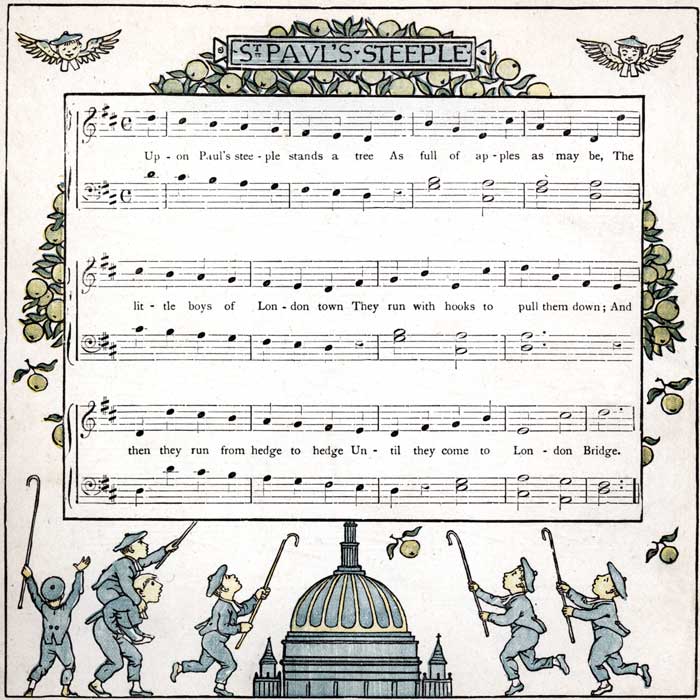 ST PAVL'S STEEPLE
Up - on Paul's stee - ple stands a tree As full of ap - ples as may be, The
lit - tle boys of Lon - don town They run with hooks to pull them down; And
then they run from hedge to hedge Un - til they come to Lon - don Bridge.